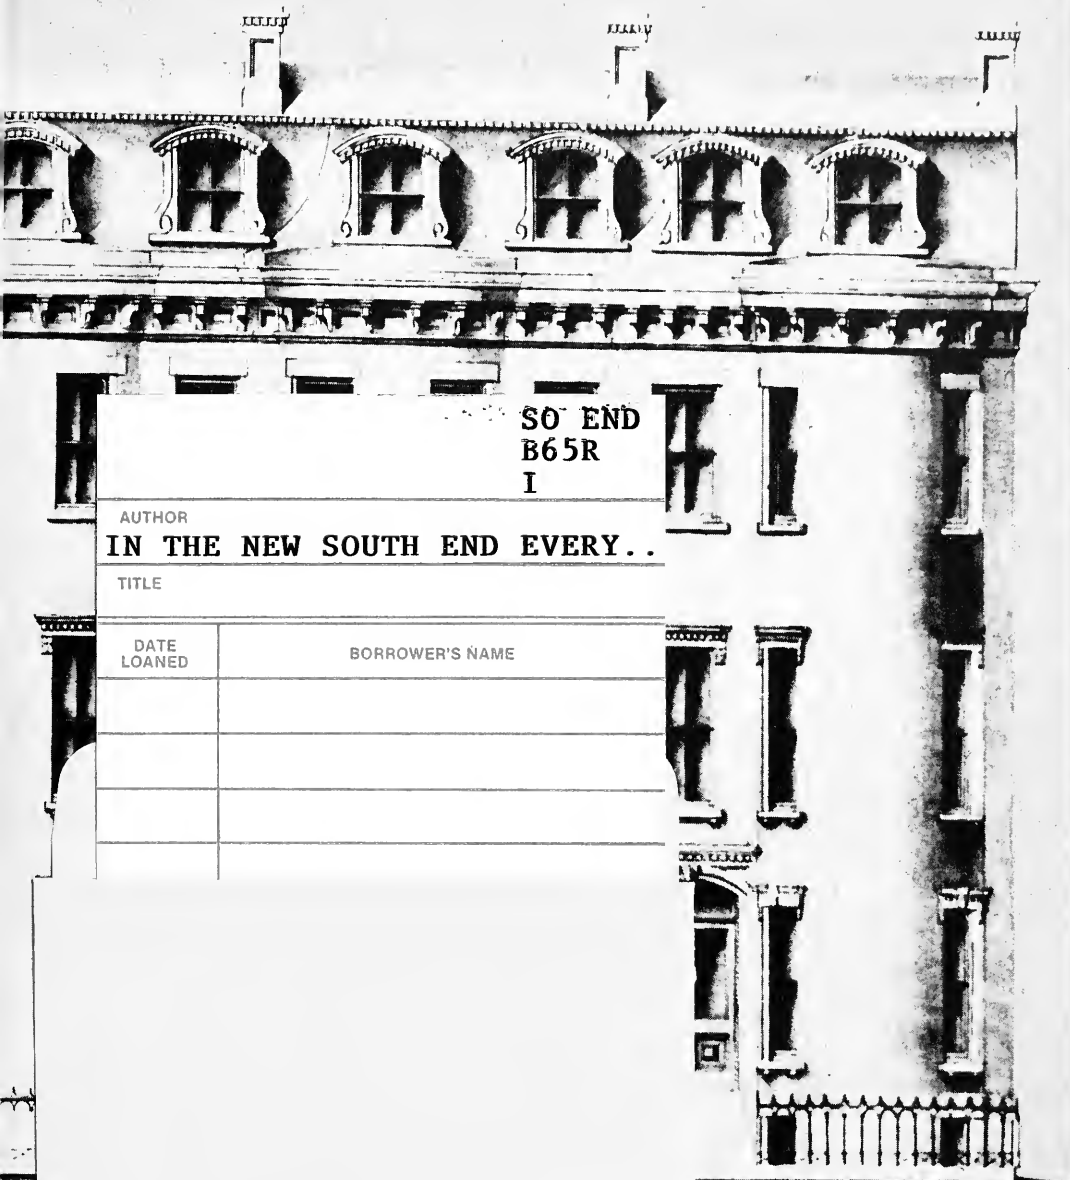 SO END
B65R
I
AUTHOR
IN THE NEW SOUTH END EVERY..
TITLE
DATE
LOANED
BORROWER'S NAME